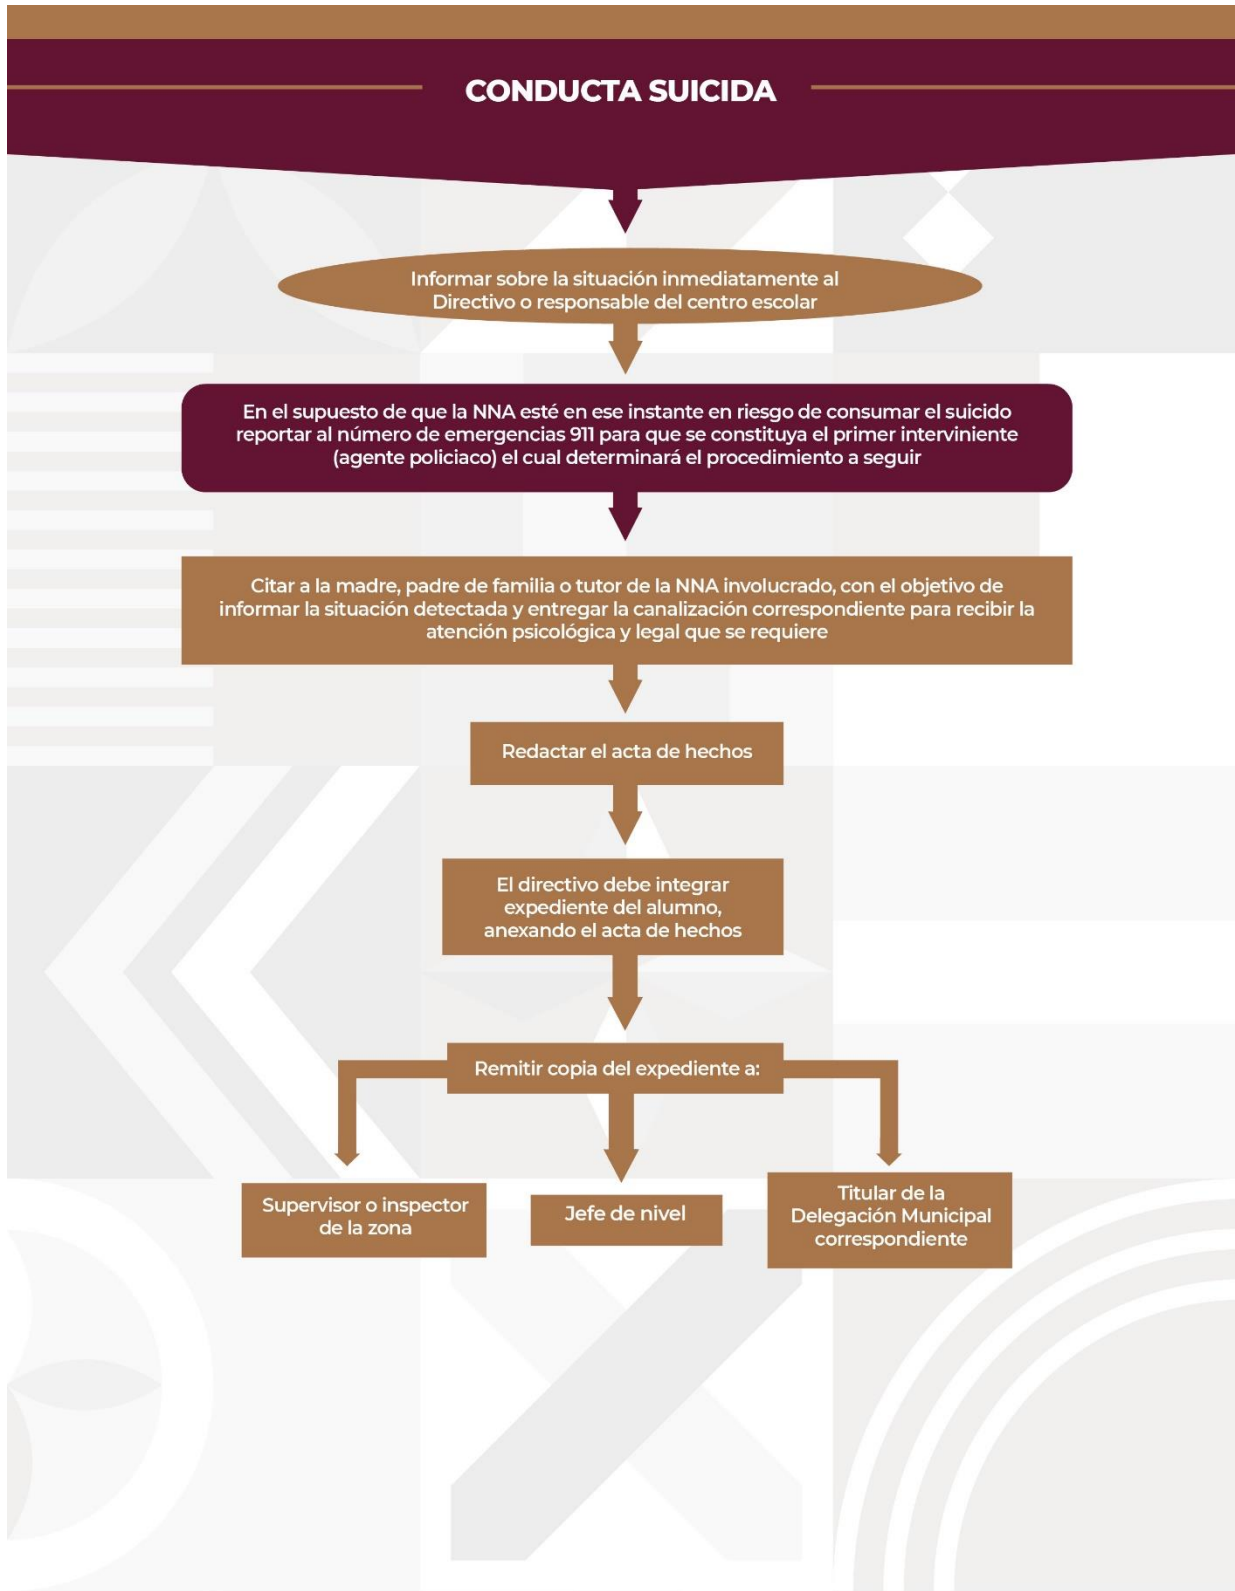 CONDUCTA SUICIDA
Informar sobre la situación inmediatamente al
Directivo o responsable del centro escolar
En el supuesto de que la NNA esté en ese instante en riesgo de consumar el suicido
reportar al número de emergencias 911 para que se constituya el primer interviniente
(agente policiaco) el cual determinará el procedimiento a seguir
Citar a la madre, padre de familia o tutor de la NNA involucrado, con el objetivo de
informar la situación detectada y entregar la canalización correspondiente para recibir la
atención psicológica y legal que se requiere
Redactar el acta de hechos
El directivo debe integrar
expediente del alumno,
anexando el acta de hechos
Remitir copia del expediente a:
Supervisor o inspector
de la zona
Jefe de nivel
Titular de la
Delegación Municipal
correspondiente